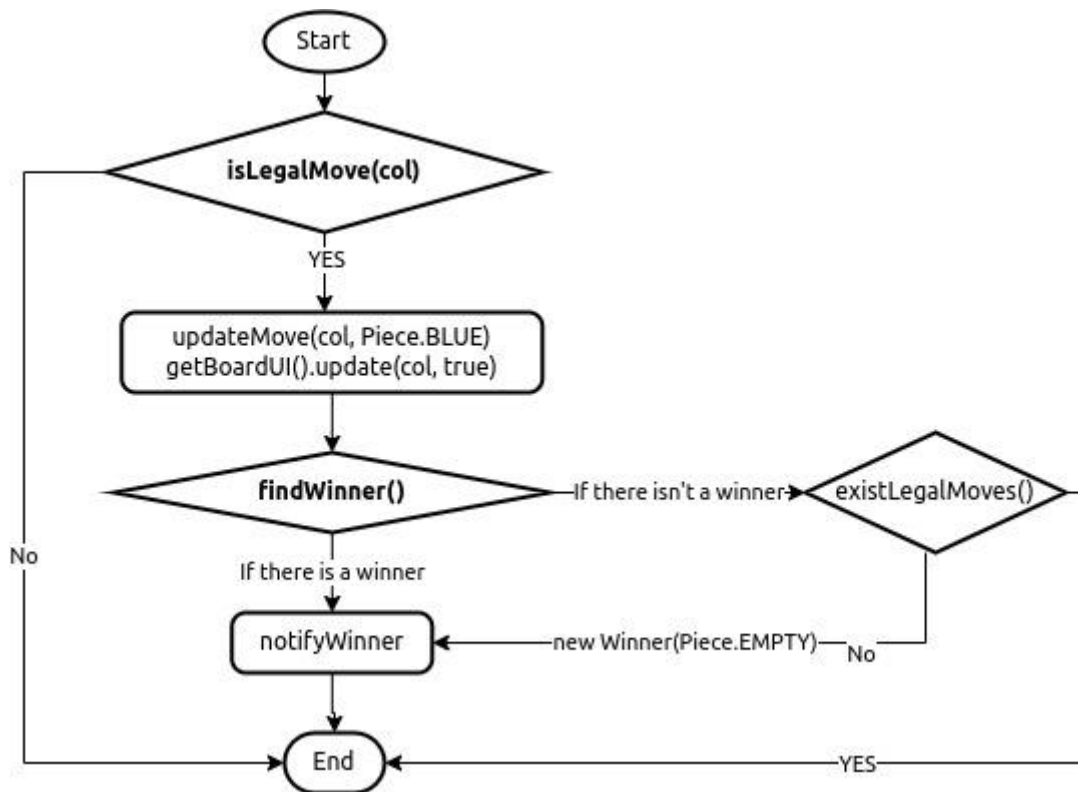 Start
isLegalMove(col)
YES
updateMove(col, Piece.BLUE)
getBoardUI().update(col, true)
findWinner()
If there isn't a winner
existLegalMoves()
No
If there is a winner
notifyWinner
new Winner(Piece.EMPTY)
No
End
YES